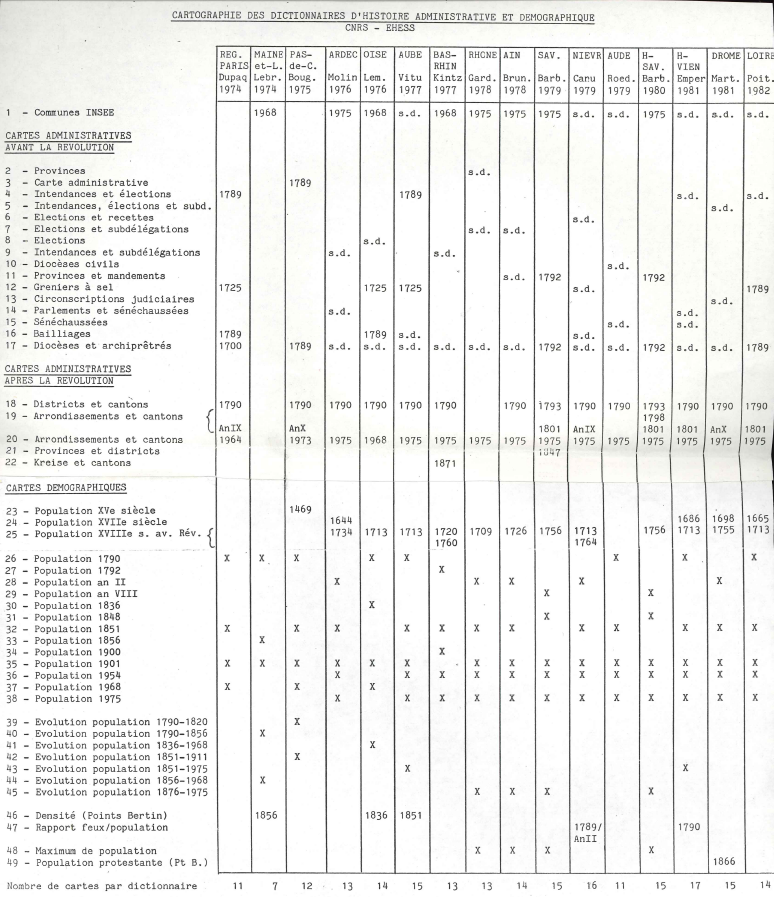 CARTOGRAPHIE DES DICTIONNAIRES D'HISTOIRE ADMINISTRATIVE ET DEMOGRAPHIQUE
CNRS - EHESS
REG. MAINE PAS- ARDEC OISE AUBE BAS- RHONE AIN SAV. NIEVR AUDE H- H- DROME LOIRE
PARIS et-L. de-C. RHIN SAV. VIEN
Dupaq Lebr. Boug. Molin Lem. Vitu Kintz Gard. Brun. Barb. Canu Roed. Barb. Emper Mart. Poit.
1974 1974 1975 1976 1976 1977 1977 1978 1978 1979 1979 1979 1980 1981 1981 1982
1 - Communes INSEE 1968 1975 1968 s.d. 1968 1975 1975 1975 s.d. s.d. 1975 s.d. s.d. s.d.
CARTES ADMINISTRATIVES
AVANT LA REVOLUTION
2 - Provinces s.d.
3 - Carte administrative 1789
4 - Intendances et élections 1789 1789 s.d. s.d.
5 - Intendances, élections et subd. s.d.
6 - Elections et recettes s.d.
7 - Elections et subdélégations s.d. s.d.
8 - Elections s.d.
9 - Intendances et subdélégations s.d. s.d.
10 - Diocèses civils s.d.
11 - Provinces et mandements s.d. 1792 1792
12 - Greniers à sel 1725 1725 1725 s.d. 1789
13 - Circonscriptions judiciaires s.d.
14 - Parlements et sénéchaussées s.d. s.d.
15 - Sénéchaussées s.d. s.d.
16 - Bailliages 1789 1789 s.d. s.d.
17 - Diocèses et archiprêtrés 1700 1789 s.d. s.d. s.d. s.d. s.d. s.d. 1792 s.d. s.d. 1792 s.d. s.d. 1789
CARTES ADMINISTRATIVES
APRES LA REVOLUTION
18 - Districts et cantons 1790 1790 1790 1790 1790 1790 1790 1793 1790 1790 1793 1790 1790 1790
19 - Arrondissements et cantons { 1798
AnIX AnX 1801 AnIX 1801 1801 AnX 1801
20 - Arrondissements et cantons 1964 1973 1975 1968 1975 1975 1975 1975 1975 1975 1975 1975 1975 1975 1975
21 - Provinces et districts 1847
22 - Kreise et cantons 1871
CARTES DEMOGRAPHIQUES
23 - Population XVe siècle 1469
24 - Population XVIIe siècle 1644 1686 1698 1665
25 - Population XVIIIe s. av. Rév. { 1734 1713 1713 1720 1709 1726 1756 1713 1756 1713 1755 1713
1760 1764
26 - Population 1790 X X X X X X X X
27 - Population 1792 X
28 - Population an II X X X X X
29 - Population an VIII X X
30 - Population 1836 X
31 - Population 1848 X X
32 - Population 1851 X X X X X X X X X X X
33 - Population 1856 X
34 - Population 1900 X
35 - Population 1901 X X X X X X X X X X X X X X X
36 - Population 1954 X X X X X X X X X X X X
37 - Population 1968 X X X
38 - Population 1975 X X X X X X X X X X X X
39 - Evolution population 1790-1820 X
40 - Evolution population 1790-1856 X
41 - Evolution population 1836-1968 X
42 - Evolution population 1851-1911 X
43 - Evolution population 1851-1975 X X
44 - Evolution population 1856-1968 X
45 - Evolution population 1876-1975 X X X X
46 - Densité (Points Bertin) 1856 1836 1851
47 - Rapport feux/population 1789/ 1790
AnII
48 - Maximum de population X X X X
49 - Population protestante (Pt B.) 1866
Nombre de cartes par dictionnaire 11 7 12 13 14 15 13 13 14 15 16 11 15 17 15 14